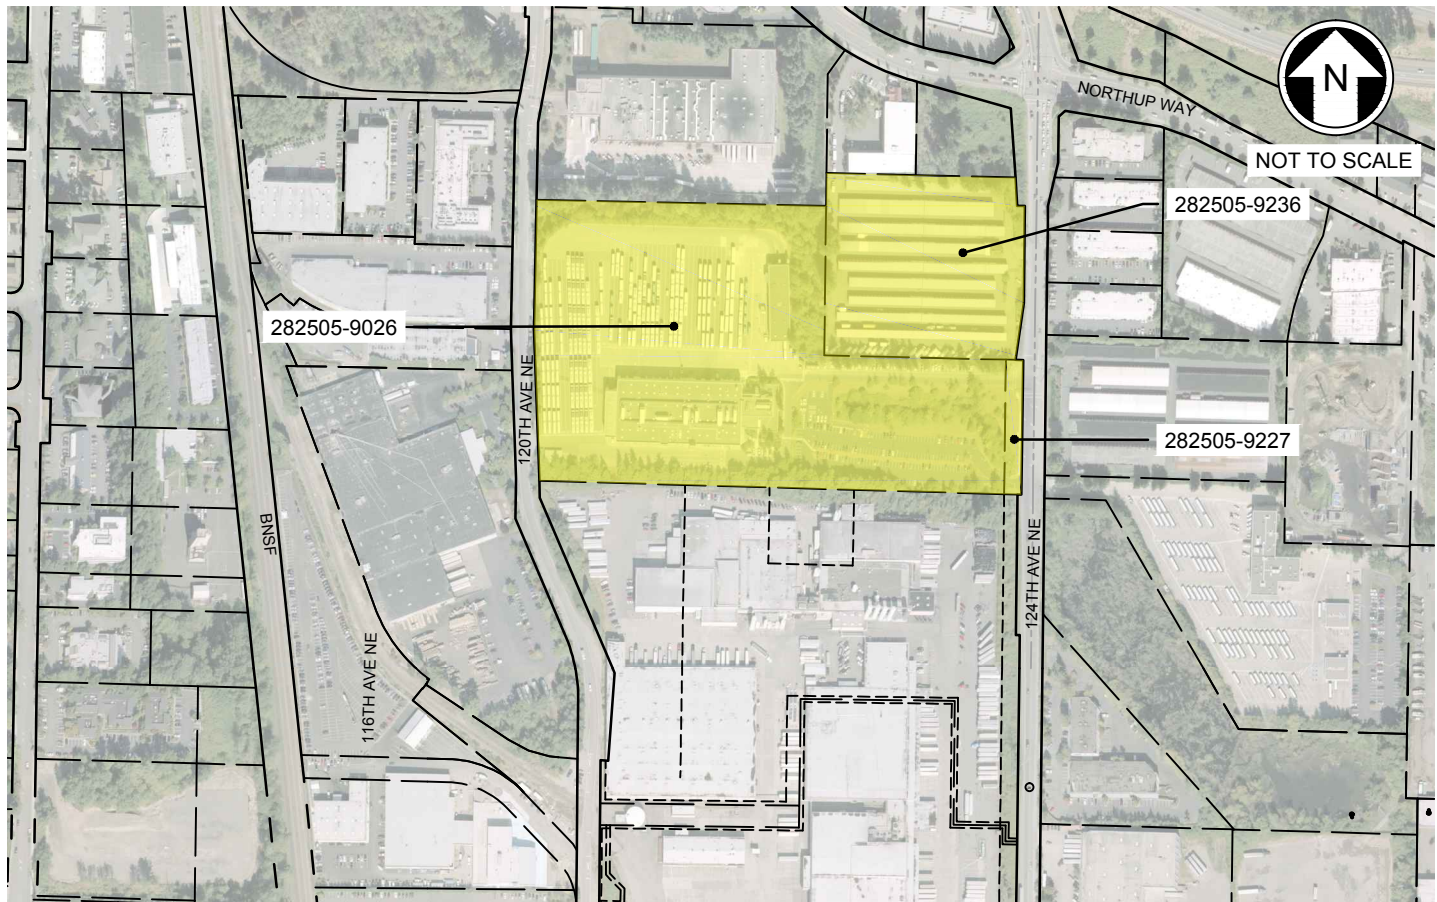 N
NORTHUP WAY
NOT TO SCALE
282505-9236
282505-9026
120TH AVE NE
282505-9227
BNSF
124TH AVE NE
116TH AVE NE